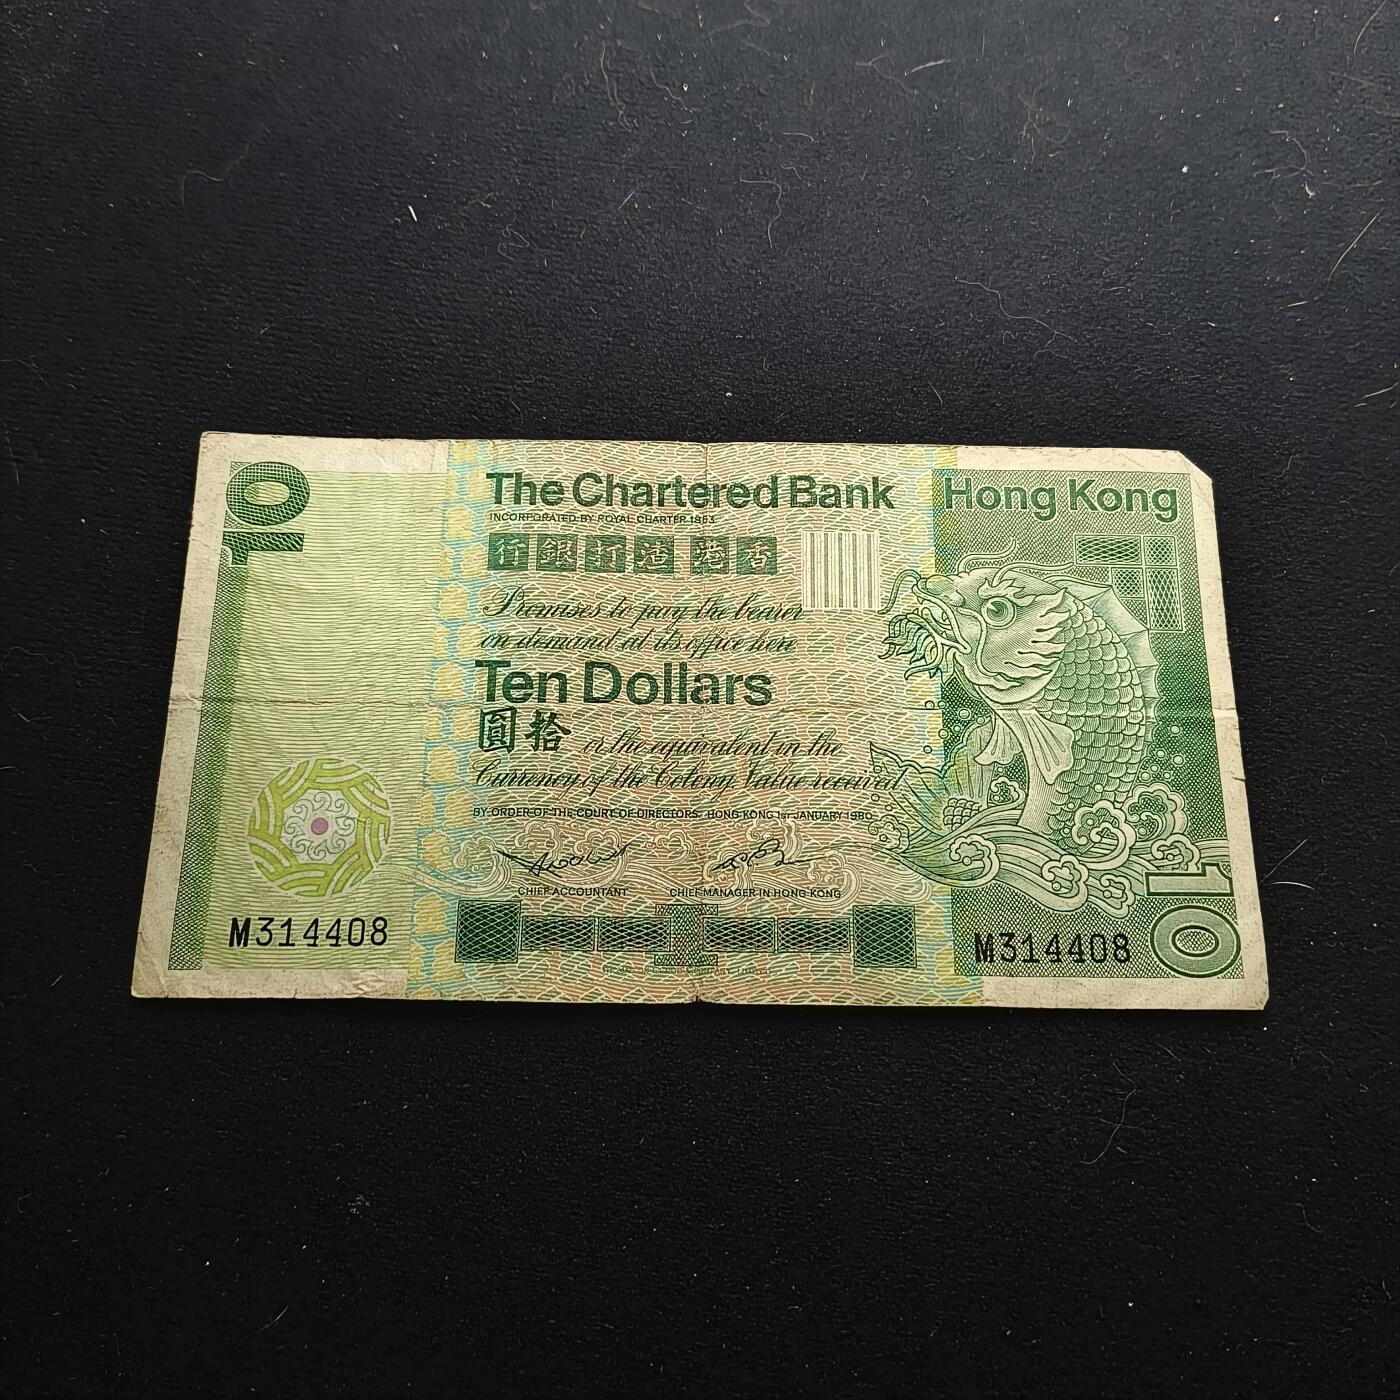 10
The Chartered Bank
Hong Kong
INCORPORATED BY ROYAL CHARTER 1853
行銀打渣港香
Promises to pay the bearer
on demand at its office here
Ten Dollars
圓拾 or the equivalent in the
Currency of the Colony Value received
BY ORDER OF THE COURT OF DIRECTORS, HONG KONG 1ST JANUARY 1980
CHIEF ACCOUNTANT CHIEF MANAGER IN HONG KONG
M314408
M314408
10